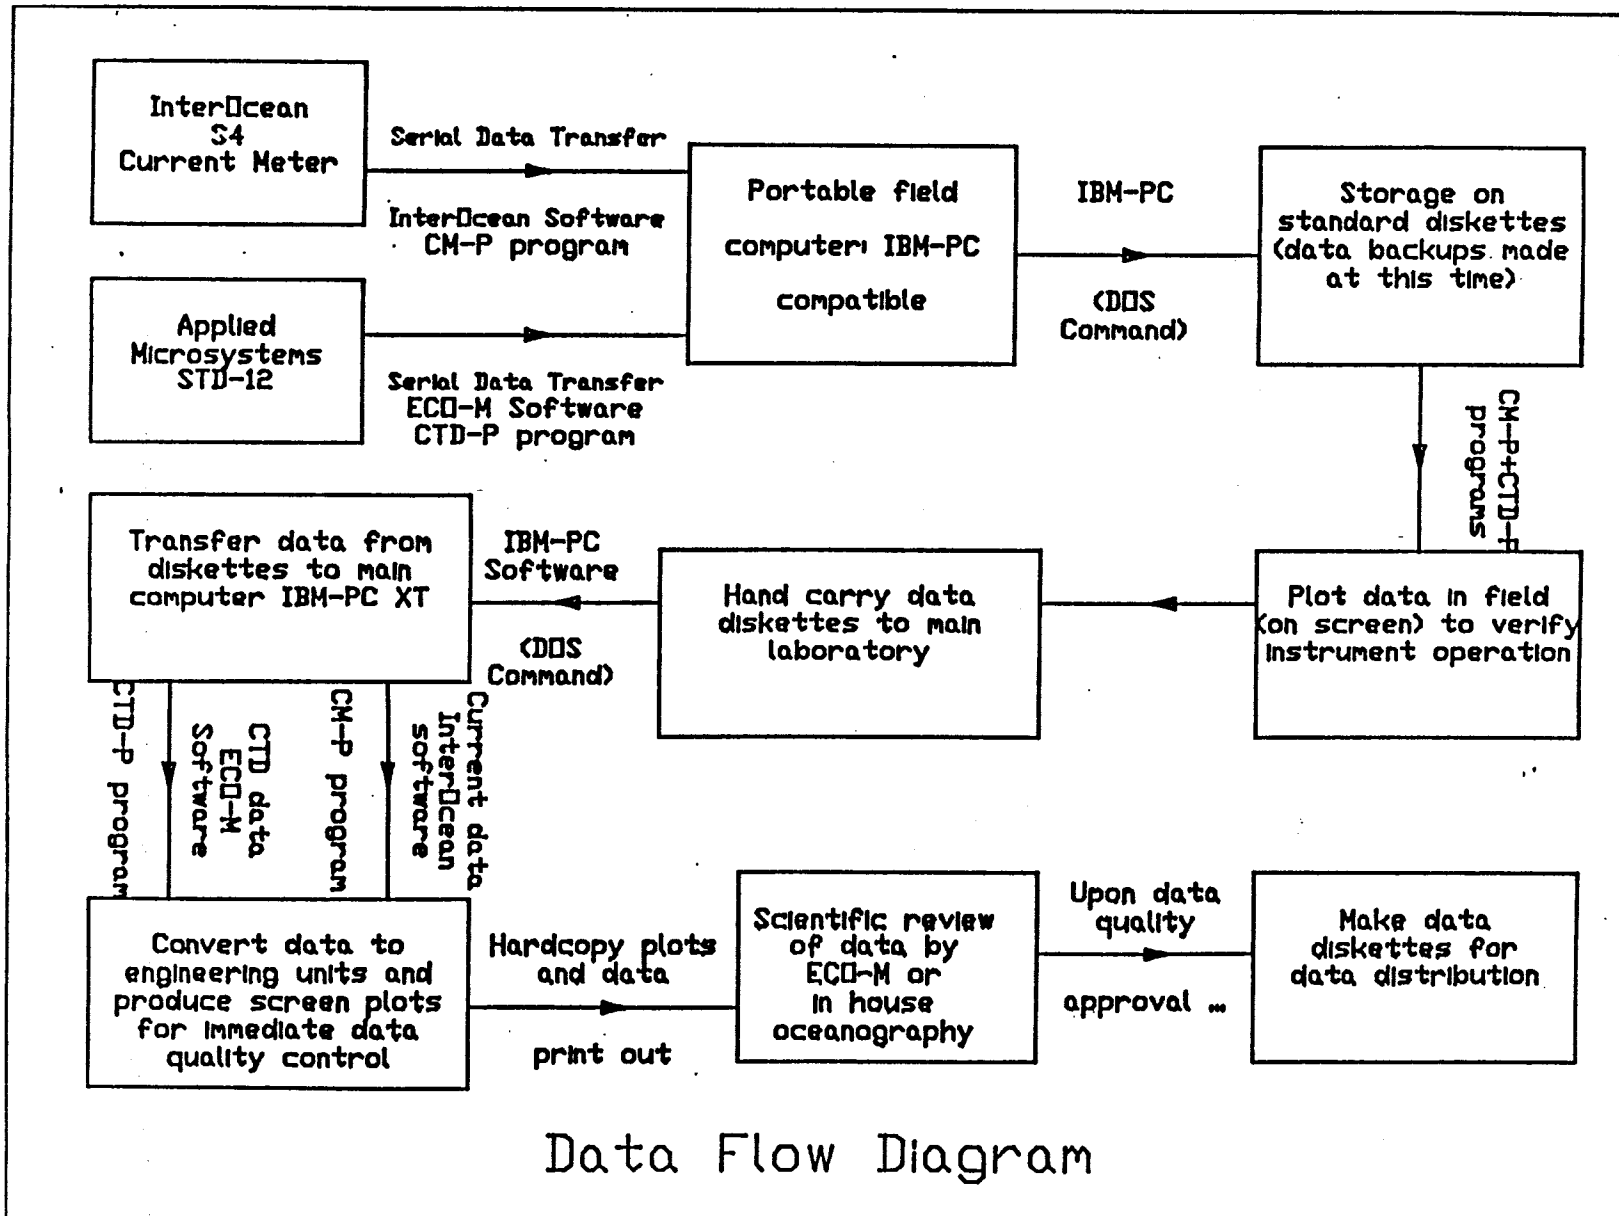 InterOcean
S4
Current Meter
Serial Data Transfer
InterOcean Software
CM-P program
Applied
Microsystems
STD-12
Serial Data Transfer
ECO-M Software
CTD-P program
Portable field
computer: IBM-PC
compatible
IBM-PC
(DOS
Command)
Storage on
standard diskettes
(data backups made
at this time)
CM-P+CTD-P
programs
Plot data in field
(on screen) to verify
instrument operation
Hand carry data
diskettes to main
laboratory
IBM-PC
Software
(DOS
Command)
Transfer data from
diskettes to main
computer IBM-PC XT
CTD-P program
CTD data
ECO-M
Software
CM-P program
Current data
InterOcean
software
Convert data to
engineering units and
produce screen plots
for immediate data
quality control
Hardcopy plots
and data
print out
Scientific review
of data by
ECO-M or
in house
oceanography
Upon data
quality
approval ...
Make data
diskettes for
data distribution
Data Flow Diagram